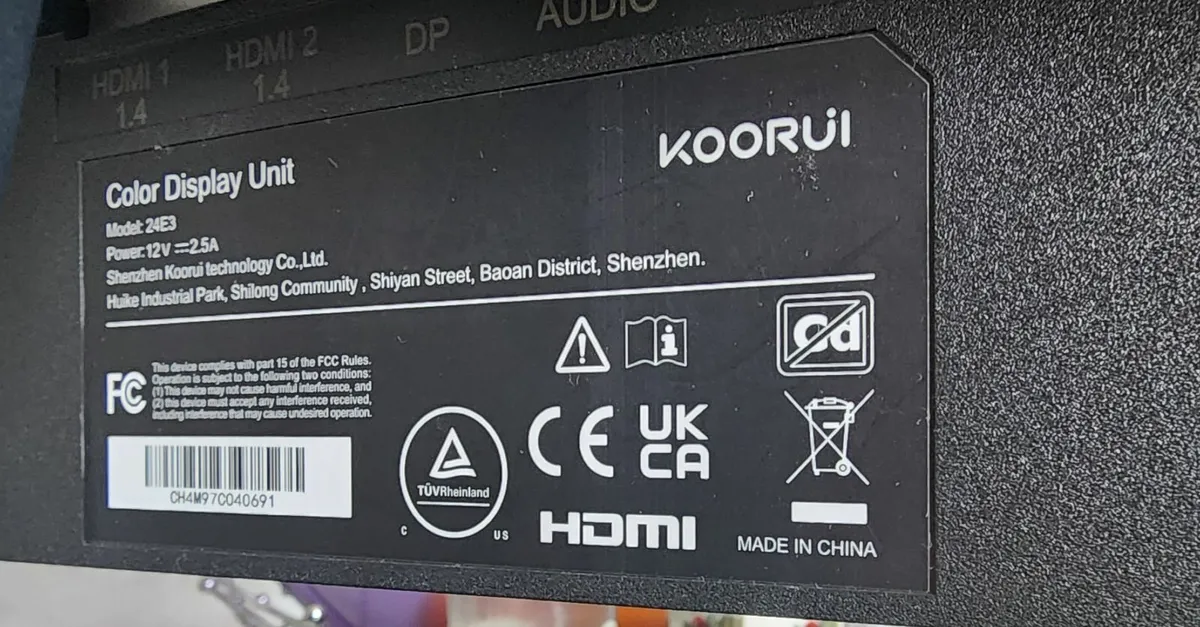 HDMI 1
1.4
HDMI 2
1.4
DP
AUDIO
KOORUI
Color Display Unit
Model: 24E3
Power:12V ⎓2.5A
Shenzhen Koorui technology Co.,Ltd.
Huike Industrial Park, Shilong Community , Shiyan Street, Baoan District, Shenzhen.
FC
This device complies with part 15 of the FCC Rules.
Operation is subject to the following two conditions:
(1) This device may not cause harmful interference, and
(2) this device must accept any interference received,
including interference that may cause undesired operation.
CH4M97C040691
TÜVRheinland
C US
CE
UK
CA
HDMI
Cd
MADE IN CHINA